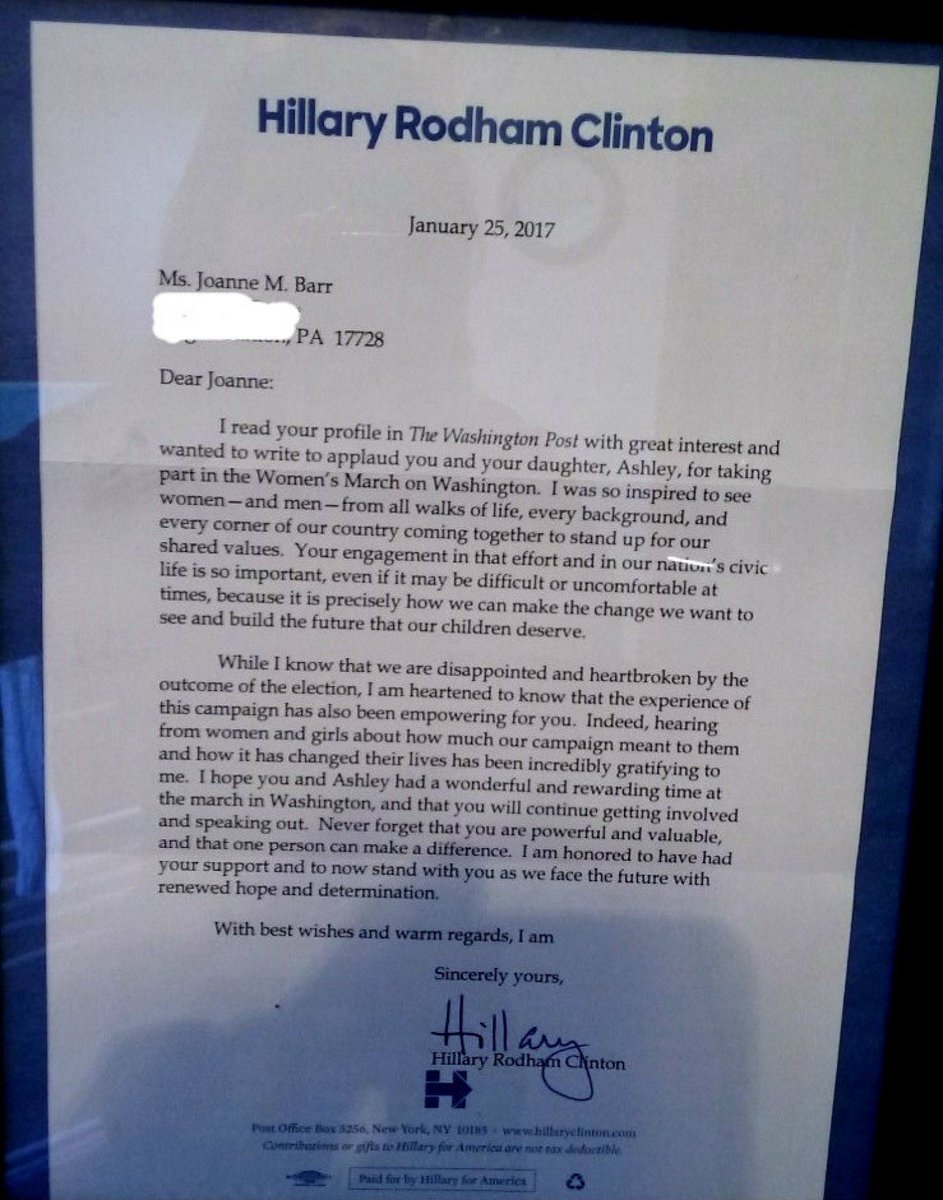 Hillary Rodham Clinton
January 25, 2017
Ms. Joanne M. Barr
PA 17728
Dear Joanne:
I read your profile in The Washington Post with great interest and
wanted to write to applaud you and your daughter, Ashley, for taking
part in the Women's March on Washington. I was so inspired to see
women—and men—from all walks of life, every background, and
every corner of our country coming together to stand up for our
shared values. Your engagement in that effort and in our nation's civic
life is so important, even if it may be difficult or uncomfortable at
times, because it is precisely how we can make the change we want to
see and build the future that our children deserve.
While I know that we are disappointed and heartbroken by the
outcome of the election, I am heartened to know that the experience of
this campaign has also been empowering for you. Indeed, hearing
from women and girls about how much our campaign meant to them
and how it has changed their lives has been incredibly gratifying to
me. I hope you and Ashley had a wonderful and rewarding time at
the march in Washington, and that you will continue getting involved
and speaking out. Never forget that you are powerful and valuable,
and that one person can make a difference. I am honored to have had
your support and to now stand with you as we face the future with
renewed hope and determination.
With best wishes and warm regards, I am
Sincerely yours,
Hillary
Hillary Rodham Clinton
H
Post Office Box 5256, New York, NY 10185 · www.hillaryclinton.com
Contributions or gifts to Hillary for America are not tax deductible.
Paid for by Hillary for America